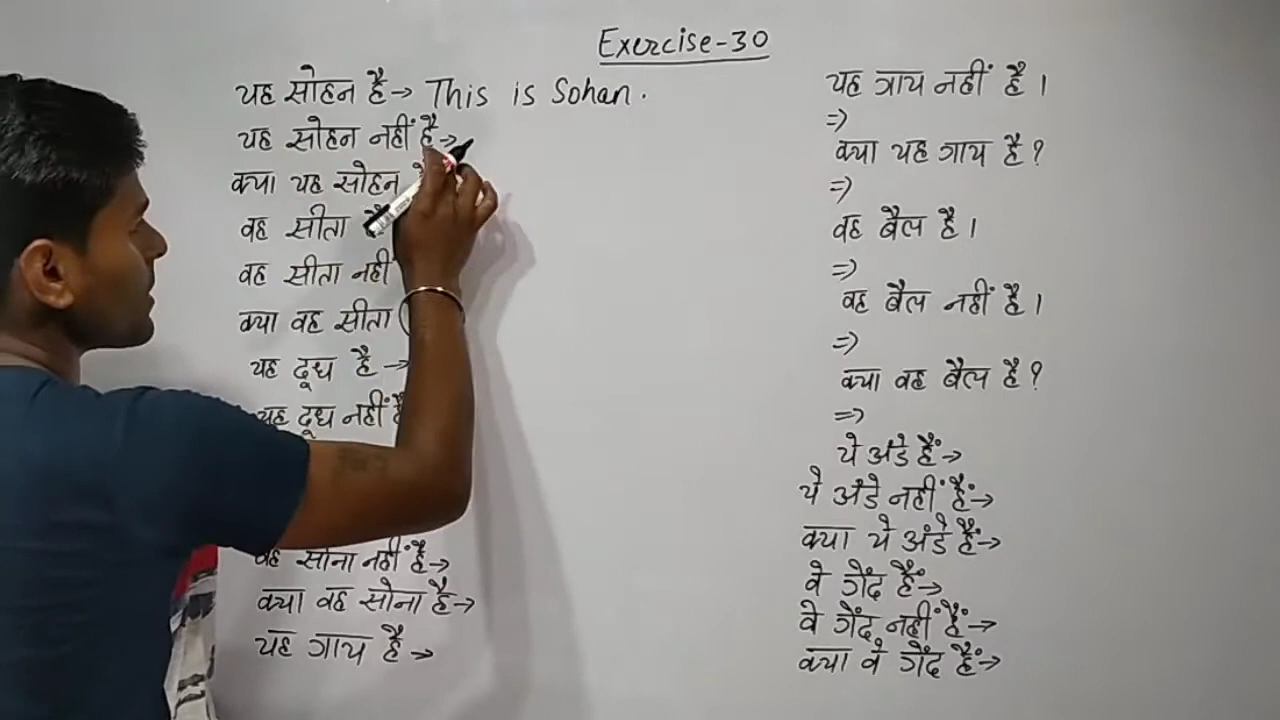 Exercise-30
यह सोहन है→ This is Sohan.
यह सोहन नहीं है→
क्या यह सोहन
वह सीता है
वह सीता नहीं
क्या वह सीता
यह दूध है→
यह दूध नहीं है
वह सोना नहीं है→
क्या वह सोना है→
यह गाय है→
यह गाय नहीं है।
⇒
क्या यह गाय है?
⇒
वह बैल है।
⇒
वह बैल नहीं है।
⇒
क्या वह बैल है?
⇒
ये अंडे हैं→
ये अंडे नहीं हैं→
क्या ये अंडे हैं→
वे गेंद हैं→
वे गेंद नहीं हैं→
क्या वे गेंद हैं→